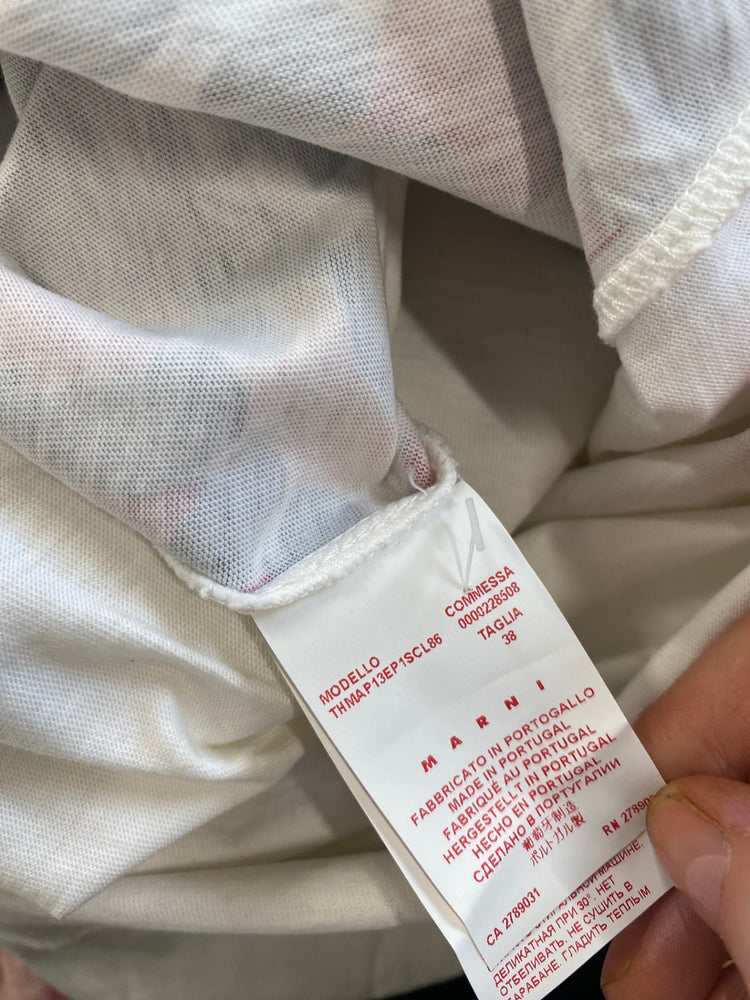 MODELLO
THMAP13EP1SCL86
COMMESSA
0000228508
TAGLIA
38
MARNI
FABBRICATO IN PORTOGALLO
MADE IN PORTUGAL
FABRIQUÉ AU PORTUGAL
HERGESTELLT IN PORTUGAL
HECHO EN PORTUGAL
СДЕЛАНО В ПОРТУГАЛИИ
葡萄牙制造
ポルトガル製
CA 2789031
RN 27890
МАШИНЕ.
ДЕЛИКАТНАЯ ПРИ 30°. НЕТ
ОТБЕЛИВАТЬ. НЕ СУШИТЬ В
БАРАБАНЕ. ГЛАДИТЬ ТЕПЛЫМ